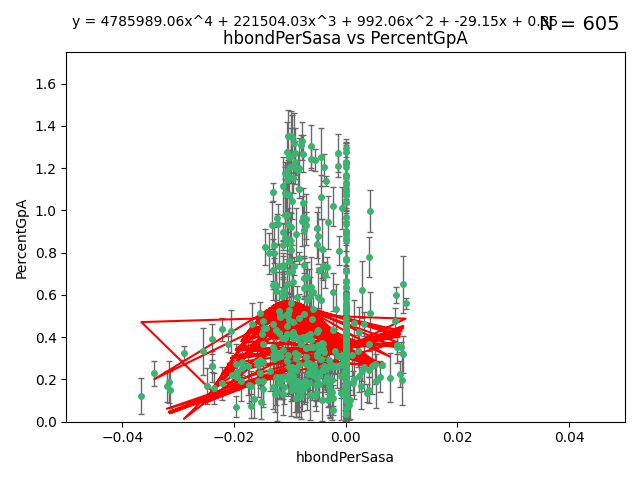 y = 4785989.06x^4 + 221504.03x^3 + 992.06x^2 + -29.15x + 
N = 605
hbondPerSasa vs PercentGpA
1.6
1.4
1.2
1.0
0.8
0.6
0.4
0.2
0.0
PercentGpA
−0.04
−0.02
0.00
0.02
0.04
hbondPerSasa